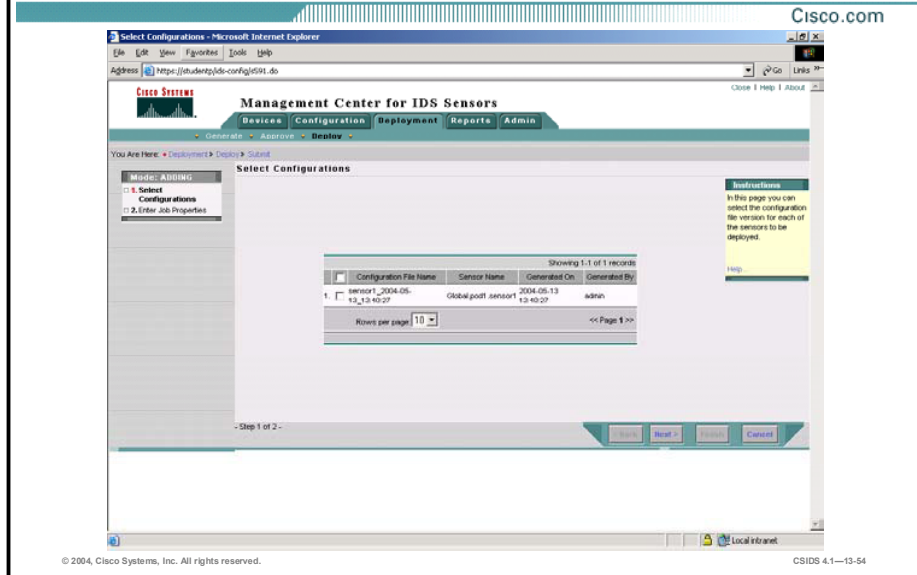 Cisco.com
Select Configurations - Microsoft Internet Explorer
File Edit View Favorites Tools Help
Address https://studentp/ids-config/s591.do Go Links »
Close | Help | About
CISCO SYSTEMS
Management Center for IDS Sensors
Devices Configuration Deployment Reports Admin
Generate Approve Deploy
You Are Here: Deployment > Deploy > Submit
Mode: ADDING
1. Select Configurations
2. Enter Job Properties
Select Configurations
Instructions
In this page you can
select the configuration
file version for each of
the sensors to be
deployed.
Help...
Showing 1-1 of 1 records
Configuration File Name Sensor Name Generated On Generated By
1. sensor1_2004-05-13_13:40:27 Global.pod1.sensor1 2004-05-13 13:40:27 admin
Rows per page: 10 << Page 1 >>
- Step 1 of 2 -
< Back Next > Finish Cancel
Local intranet
© 2004, Cisco Systems, Inc. All rights reserved.
CSIDS 4.1—13-54